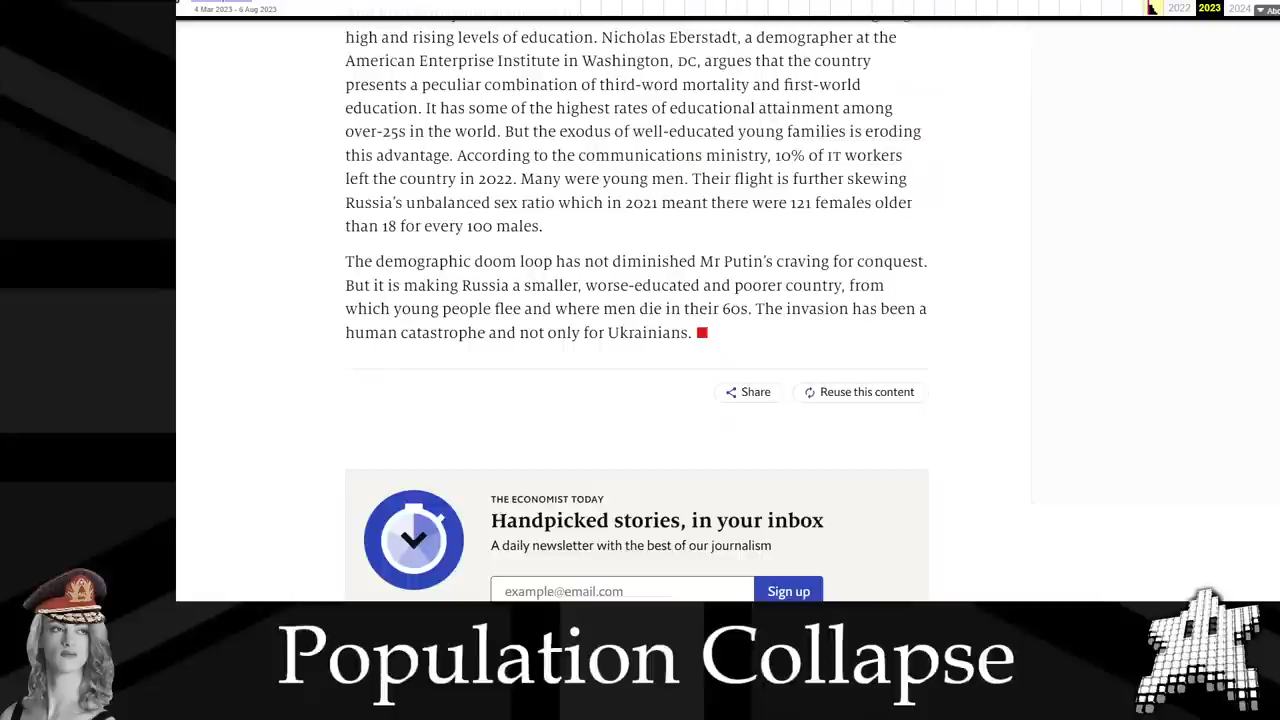 4 Mar 2023 - 6 Aug 2023
2022 2023 2024
high and rising levels of education. Nicholas Eberstadt, a demographer at the
American Enterprise Institute in Washington, DC, argues that the country
presents a peculiar combination of third-word mortality and first-world
education. It has some of the highest rates of educational attainment among
over-25s in the world. But the exodus of well-educated young families is eroding
this advantage. According to the communications ministry, 10% of IT workers
left the country in 2022. Many were young men. Their flight is further skewing
Russia's unbalanced sex ratio which in 2021 meant there were 121 females older
than 18 for every 100 males.
The demographic doom loop has not diminished Mr Putin's craving for conquest.
But it is making Russia a smaller, worse-educated and poorer country, from
which young people flee and where men die in their 60s. The invasion has been a
human catastrophe and not only for Ukrainians.
Share
Reuse this content
THE ECONOMIST TODAY
Handpicked stories, in your inbox
A daily newsletter with the best of our journalism
example@email.com
Sign up
Population Collapse